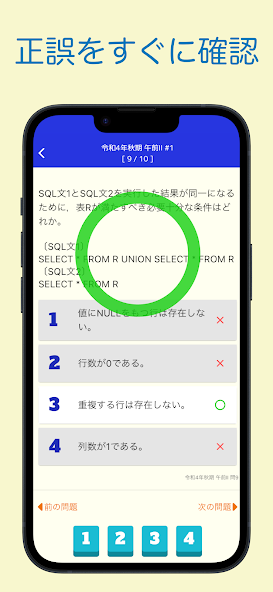 正誤をすぐに確認
令和4年秋期 午前II #1
[ 9 / 10 ]
SQL文1とSQL文2を実行した結果が同一になる
ために，表Rが満たすべき必要十分な条件はど
れか。
（SQL文1）
SELECT * FROM R UNION SELECT * FROM R
（SQL文2）
SELECT * FROM R
1 値にNULLをもつ行は存在しな
い。
2 行数が0である。
3 重複する行は存在しない。
4 列数が1である。
令和4年秋期 午前II 問9
前の問題 次の問題
1 2 3 4